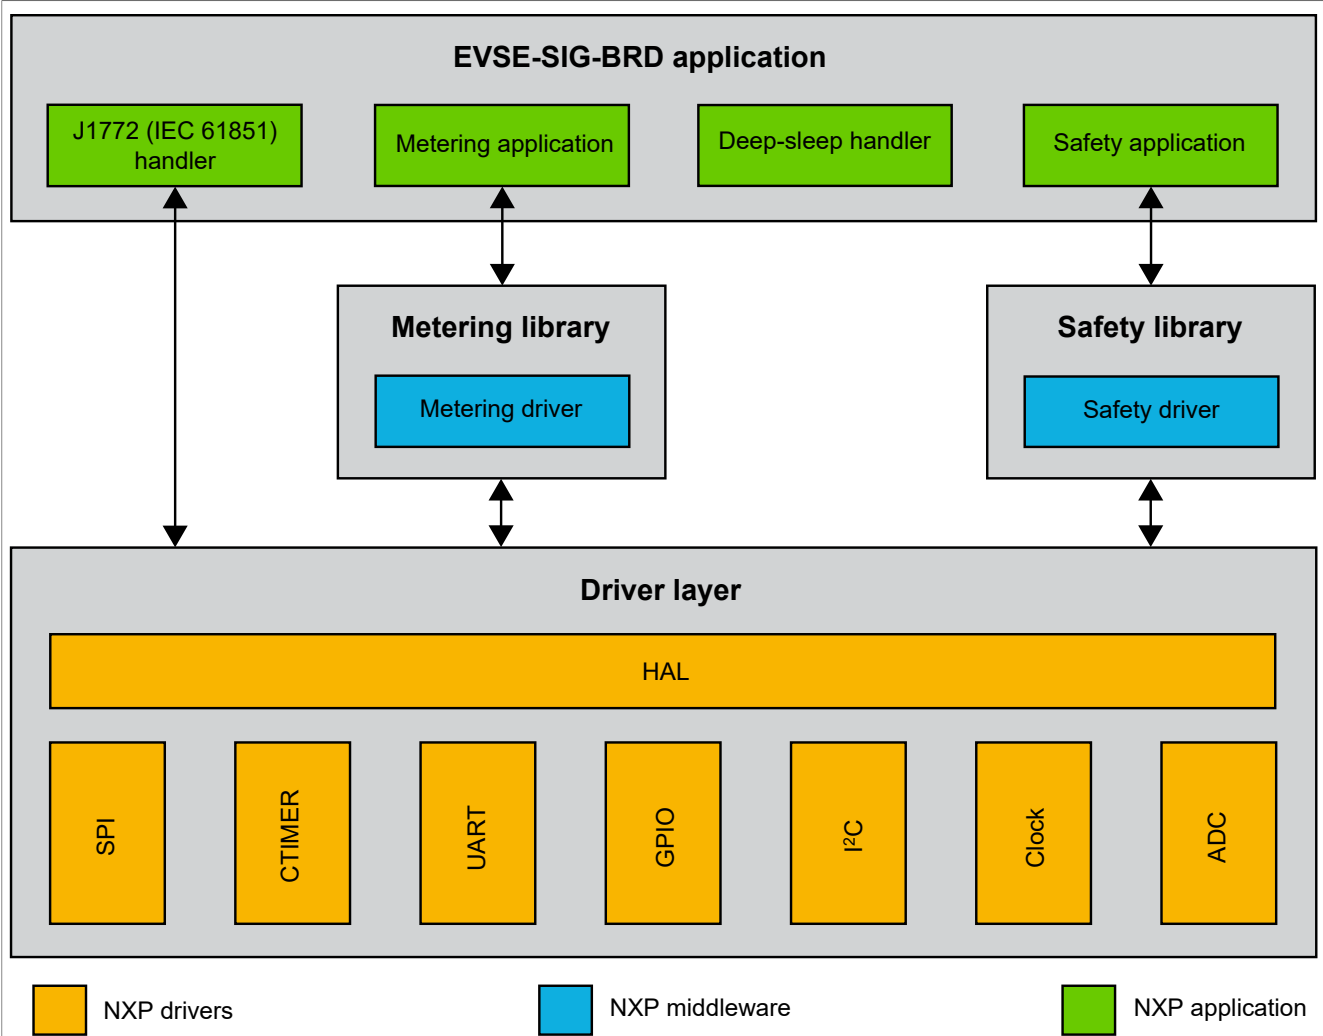 EVSE-SIG-BRD application
J1772 (IEC 61851)
handler
Metering application
Deep-sleep handler
Safety application
Metering library
Metering driver
Safety library
Safety driver
Driver layer
HAL
SPI
CTIMER
UART
GPIO
I²C
Clock
ADC
NXP drivers
NXP middleware
NXP application